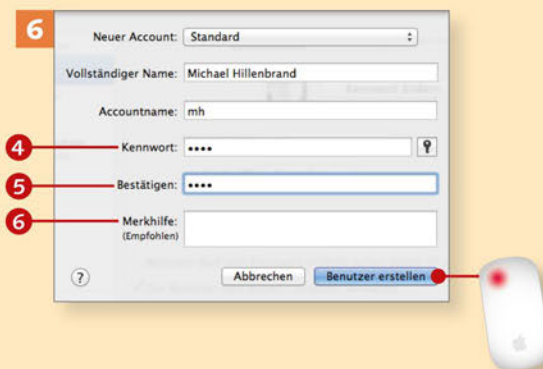 6
Neuer Account: Standard
Vollständiger Name: Michael Hillenbrand
Accountname: mh
4 Kennwort: ••••
5 Bestätigen: ••••
6 Merkhilfe:
(Empfohlen)
? Abbrechen Benutzer erstellen